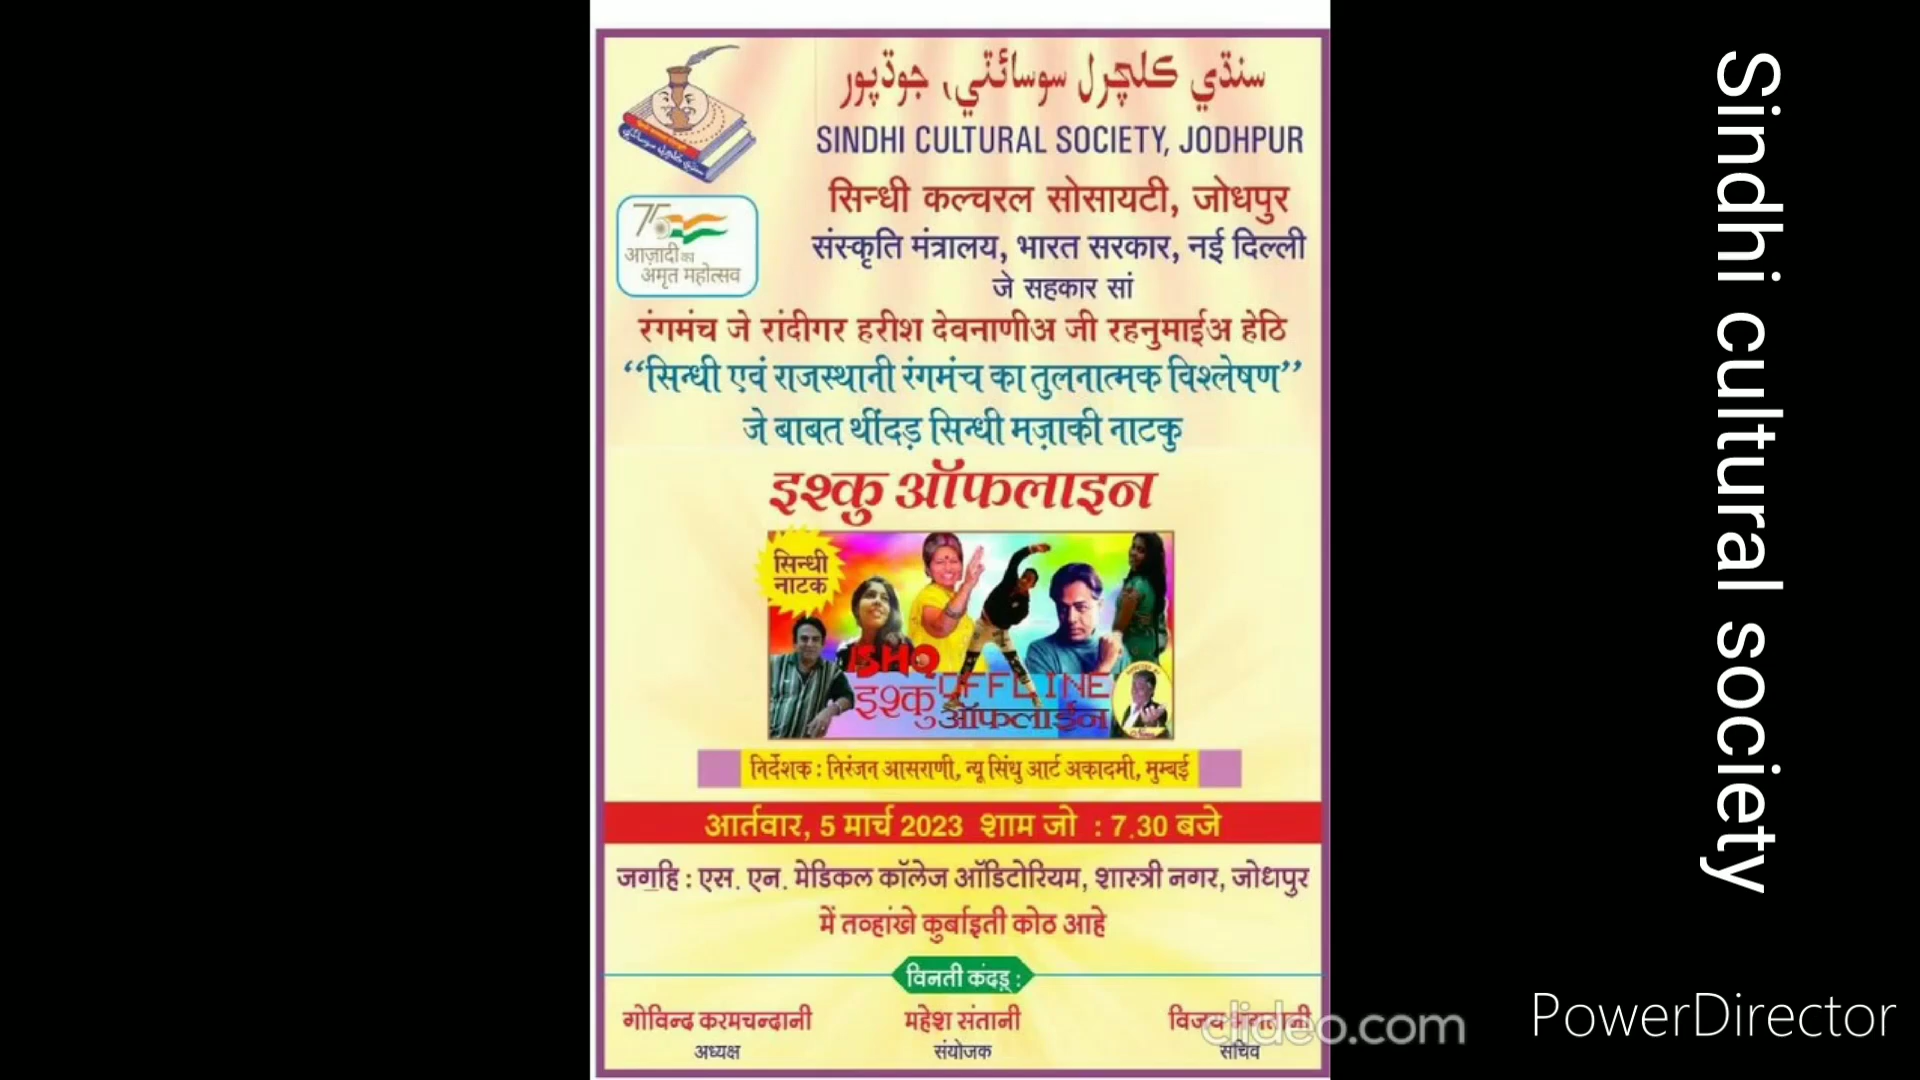 سنڌي ڪلچرل سوسائٽي، جوڌپور
SINDHI CULTURAL SOCIETY, JODHPUR
सिन्धी कल्चरल सोसायटी, जोधपुर
75
आज़ादी का
अमृत महोत्सव
संस्कृति मंत्रालय, भारत सरकार, नई दिल्ली
जे सहकार सां
रंगमंच जे रांदीगर हरीश देवनाणीअ जी रहनुमाईअ हेठि
“सिन्धी एवं राजस्थानी रंगमंच का तुलनात्मक विश्लेषण”
जे बाबत थींदड़ सिन्धी मज़ाकी नाटकु
इश्कु ऑफलाइन
सिन्धी
नाटक
ISHQ
OFFLINE
इश्कु ऑफलाईन
निर्देशक : निरंजन आसराणी, न्यू सिंधु आर्ट अकादमी, मुम्बई
आर्तवार, 5 मार्च 2023 शाम जो : 7.30 बजे
जग॒हि : एस. एन. मेडिकल कॉलेज ऑडिटोरियम, शास्त्री नगर, जोधपुर
में तव्हांखे कुर्बाइती कोठ आहे
विनती कंदड़ :
गोविन्द करमचन्दानी
अध्यक्ष
महेश संतानी
संयोजक
सचिव
Sindhi cultural society
clideo.com
PowerDirector